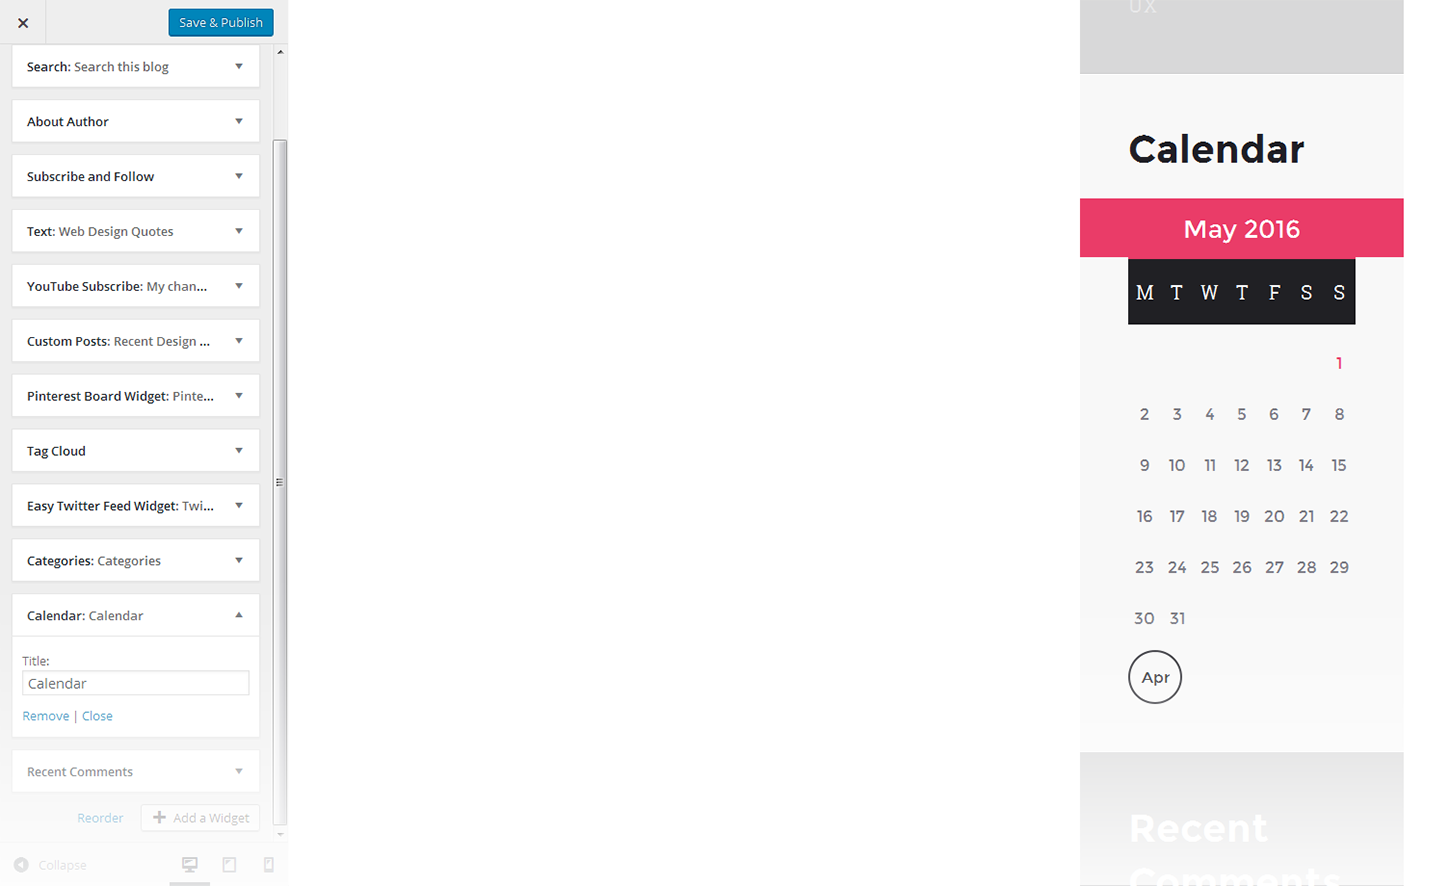 Save & Publish
Search: Search this blog
About Author
Subscribe and Follow
Text: Web Design Quotes
YouTube Subscribe: My chan...
Custom Posts: Recent Design ...
Pinterest Board Widget: Pinte...
Tag Cloud
Easy Twitter Feed Widget: Twi...
Categories: Categories
Calendar: Calendar
Title:
Calendar
Remove | Close
Recent Comments
Reorder
Add a Widget
Collapse
UX
Calendar
May 2016
M T W T F S S
1
2 3 4 5 6 7 8
9 10 11 12 13 14 15
16 17 18 19 20 21 22
23 24 25 26 27 28 29
30 31
Apr
Recent
Comments